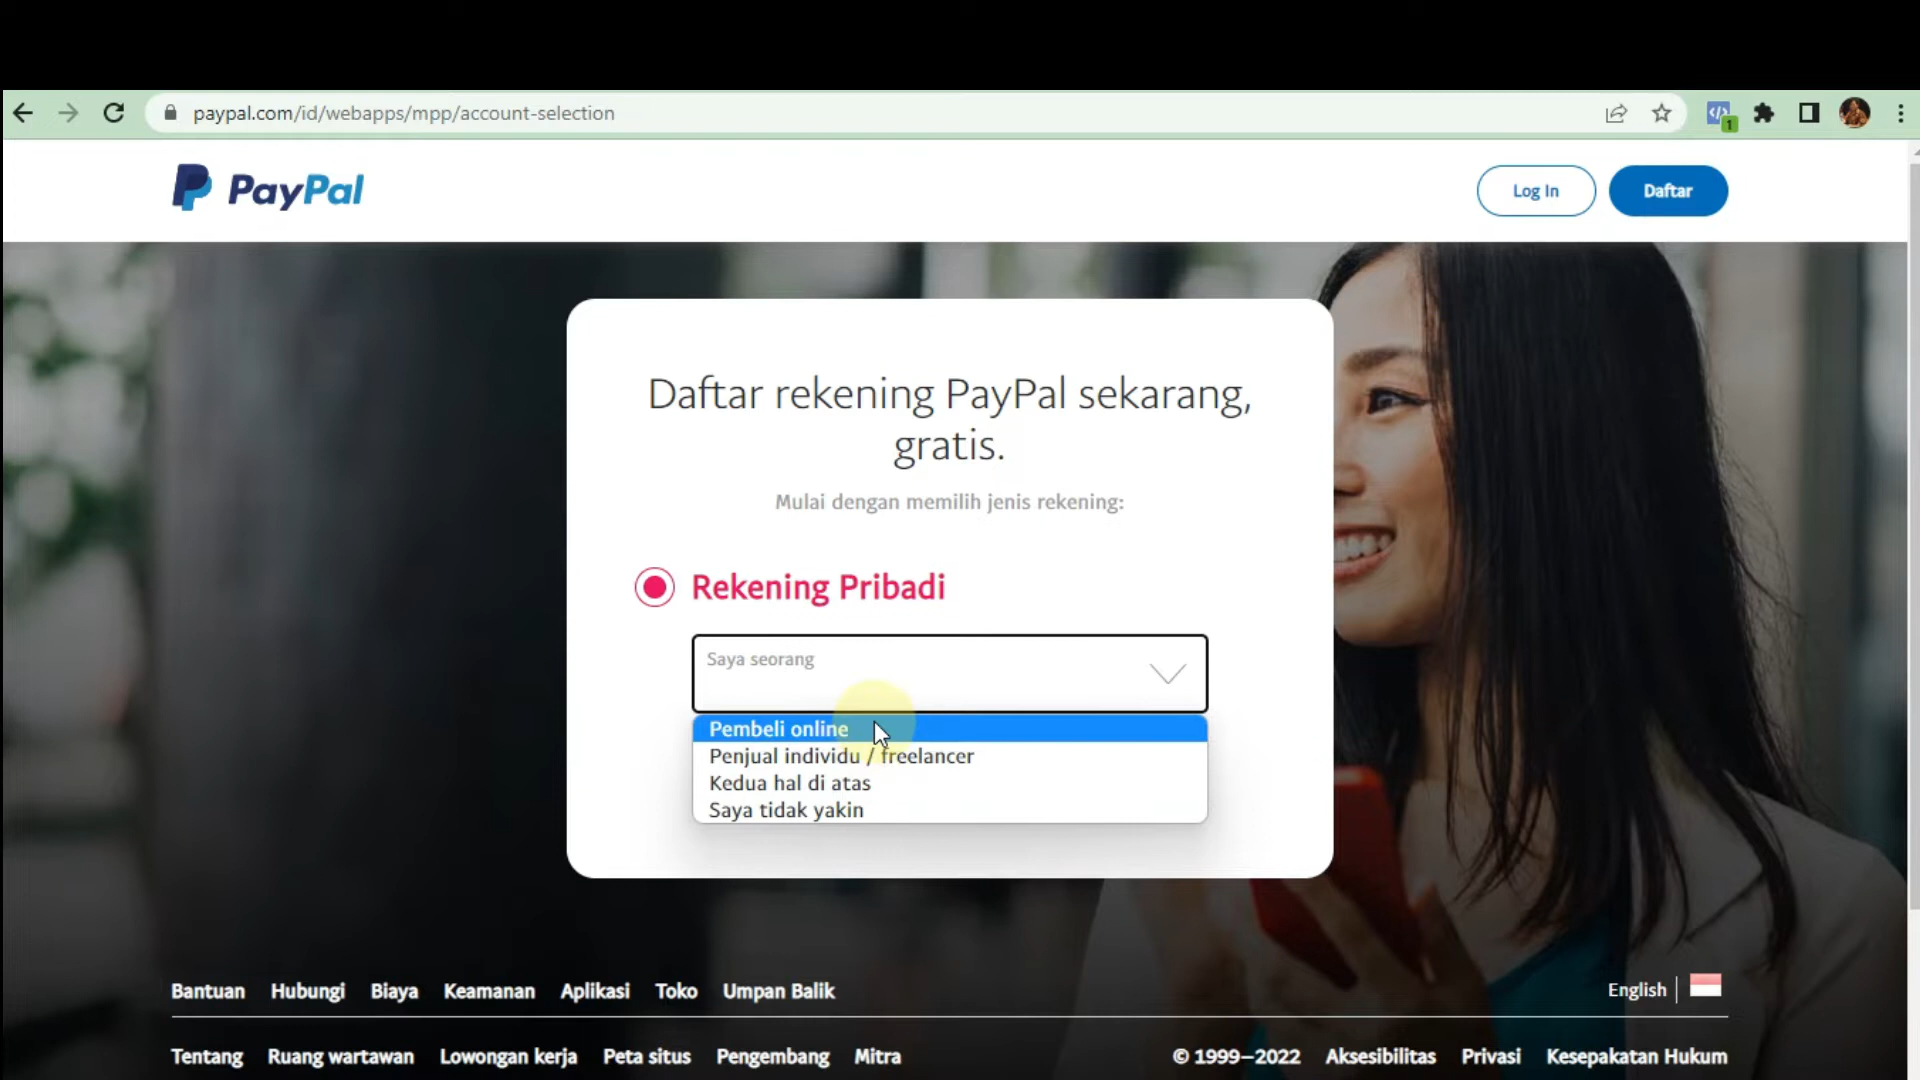 paypal.com/id/webapps/mpp/account-selection
1
PayPal
Log In
Daftar
Daftar rekening PayPal sekarang,
gratis.
Mulai dengan memilih jenis rekening:
Rekening Pribadi
Saya seorang
Pembeli online
Penjual individu / freelancer
Kedua hal di atas
Saya tidak yakin
Bantuan Hubungi Biaya Keamanan Aplikasi Toko Umpan Balik
English
Tentang Ruang wartawan Lowongan kerja Peta situs Pengembang Mitra
© 1999–2022 Aksesibilitas Privasi Kesepakatan Hukum